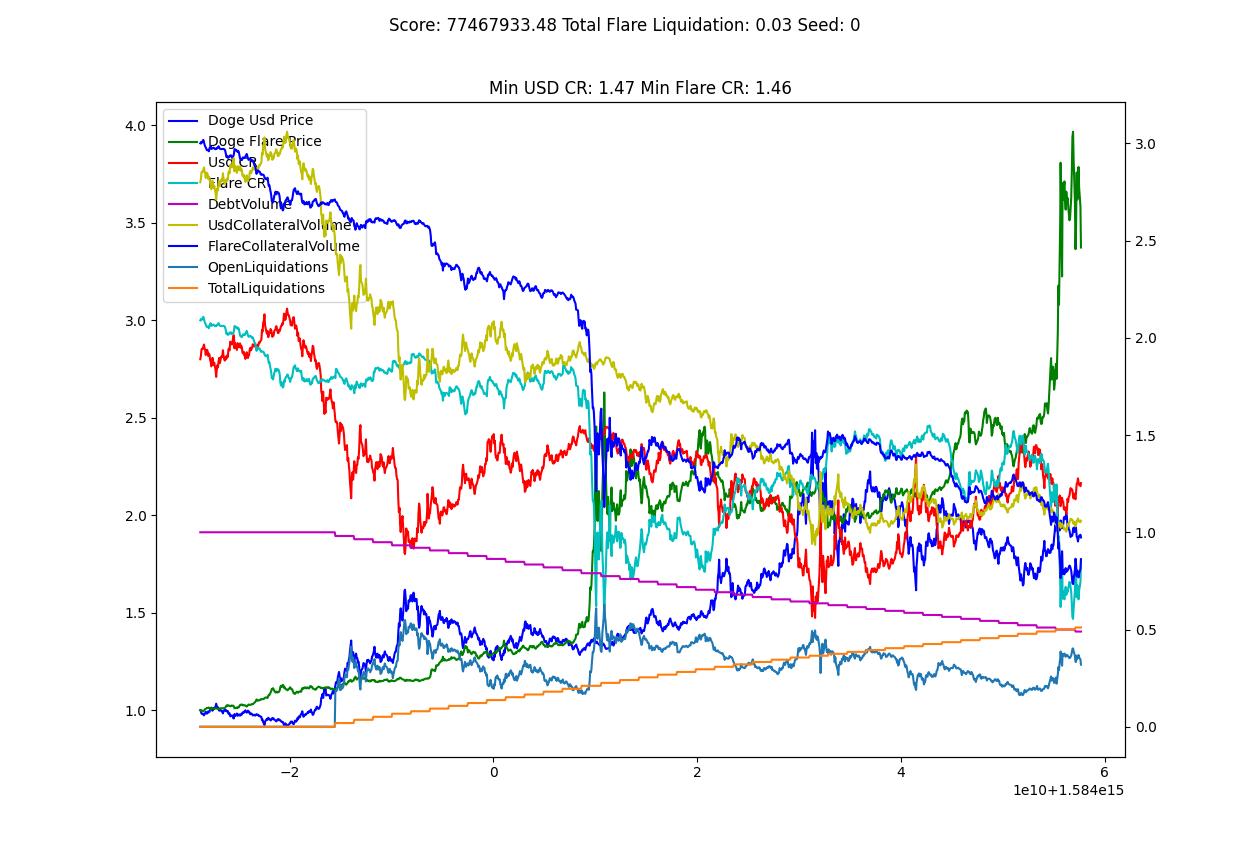 Score: 77467933.48 Total Flare Liquidation: 0.03 Seed: 0
Min USD CR: 1.47 Min Flare CR: 1.46
Doge Usd Price
Doge Flare Price
Usd CR
Flare CR
DebtVolume
UsdCollateralVolume
FlareCollateralVolume
OpenLiquidations
TotalLiquidations
4.0
3.5
3.0
2.5
2.0
1.5
1.0
3.0
2.5
2.0
1.5
1.0
0.5
0.0
−2
0
2
4
6
1e10+1.584e15